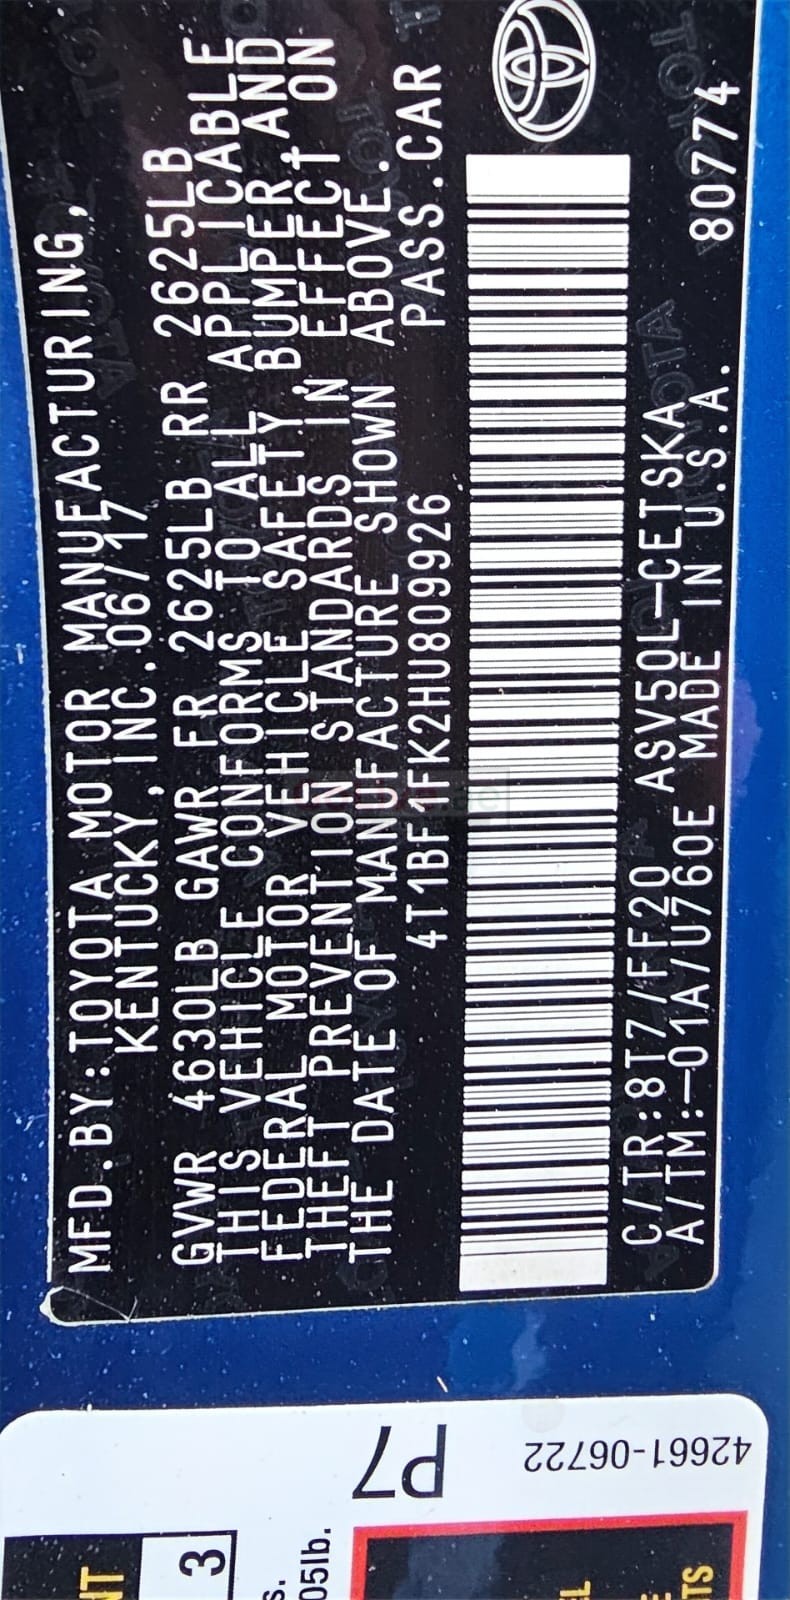 MFD.BY:TOYOTA MOTOR MANUFACTURING,
KENTUCKY, INC. 06/17
GVWR 4630LB GAWR FR 2625LB RR 2625LB
THIS VEHICLE CONFORMS TO ALL APPLICABLE
FEDERAL MOTOR VEHICLE SAFETY, BUMPER AND
THEFT PREVENTION STANDARDS IN EFFECT ON
THE DATE OF MANUFACTURE SHOWN ABOVE.
4T1BF1FK2HU809926 PASS.CAR
C/TR:8T7/FF20 ASV50L-CETSKA
A/TM:-01A/U760E MADE IN U.S.A. 80774
P7
42661-06722
3
05lb.